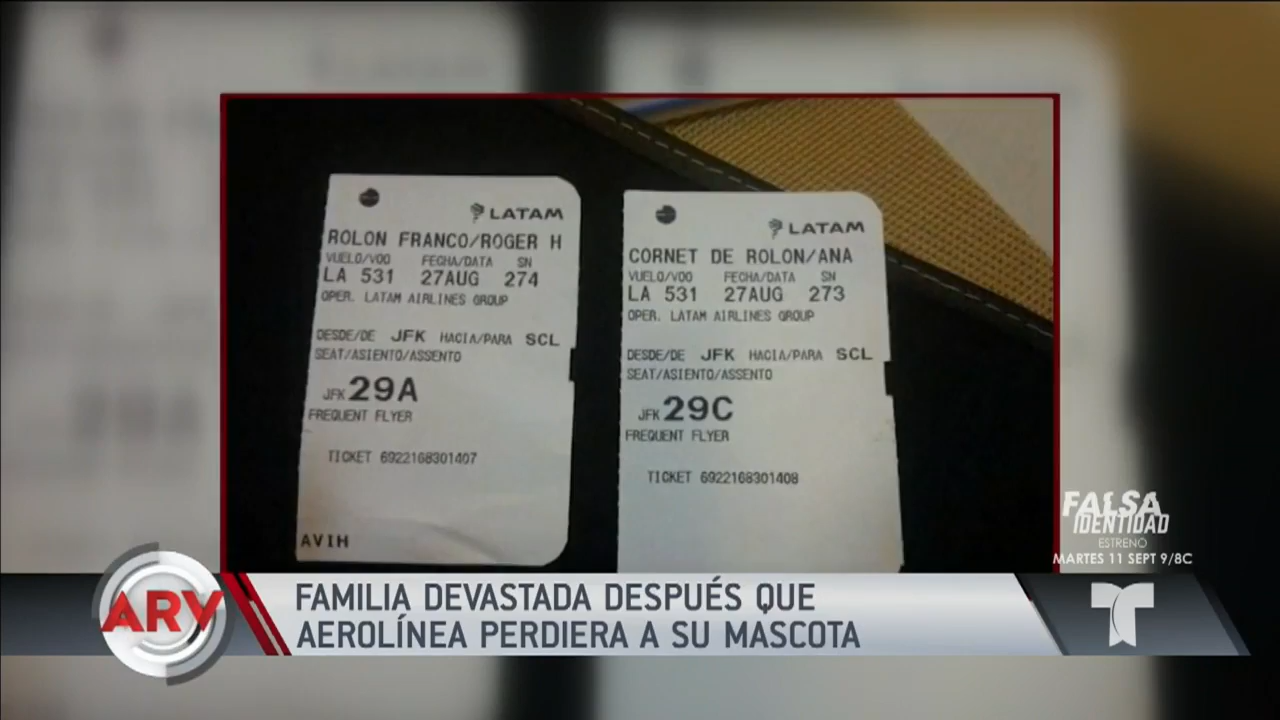 LATAM
ROLON FRANCO/ROGER H
VUELO/VOO FECHA/DATA SN
LA 531 27AUG 274
OPER. LATAM AIRLINES GROUP
DESDE/DE JFK HACIA/PARA SCL
SEAT/ASIENTO/ASSENTO
JFK 29A
FREQUENT FLYER
TICKET 6922168301407
AVIH
LATAM
CORNET DE ROLON/ANA
VUELO/VOO FECHA/DATA SN
LA 531 27AUG 273
OPER. LATAM AIRLINES GROUP
DESDE/DE JFK HACIA/PARA SCL
SEAT/ASIENTO/ASSENTO
JFK 29C
FREQUENT FLYER
TICKET 6922168301408
FALSA
IDENTIDAD
ESTRENO
MARTES 11 SEPT 9/8C
ARV
FAMILIA DEVASTADA DESPUÉS QUE
AEROLÍNEA PERDIERA A SU MASCOTA
T